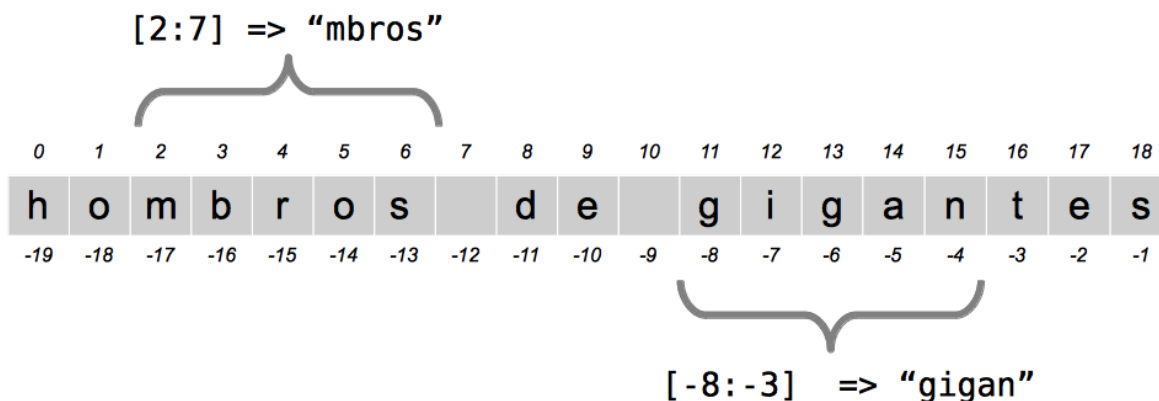 [2:7] => “mbros”
0 1 2 3 4 5 6 7 8 9 10 11 12 13 14 15 16 17 18
h o m b r o s d e g i g a n t e s
-19 -18 -17 -16 -15 -14 -13 -12 -11 -10 -9 -8 -7 -6 -5 -4 -3 -2 -1
[-8:-3] => “gigan”